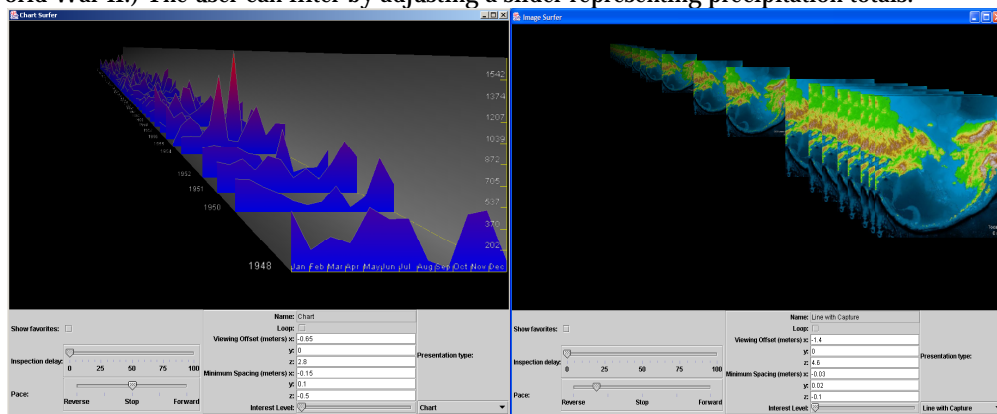 orld War II.) The user can filter by adjusting a slider representing precipitation totals.
Chart Surfer
1542
1374
1207
1039
872
705
537
370
202
1952
1951
1950
1948
Jan Feb Mar Apr May Jun Jul Aug Sep Oct Nov Dec
Show favorites:
Inspection delay:
0 25 50 75 100
Pace:
Reverse Stop Forward
Name: Chart
Loop:
Viewing Offset (meters) x: -0.65
y: 0
z: 2.8
Minimum Spacing (meters) x: -0.15
y: 0.1
z: -0.5
Interest Level:
Presentation type:
Chart
Image Surfer
Show favorites:
Inspection delay:
0 25 50 75 100
Pace:
Reverse Stop Forward
Name: Line with Capture
Loop:
Viewing Offset (meters) x: -1.4
y: 0
z: 4.6
Minimum Spacing (meters) x: -0.03
y: 0.02
z: -0.1
Interest Level:
Presentation type:
Line with Capture